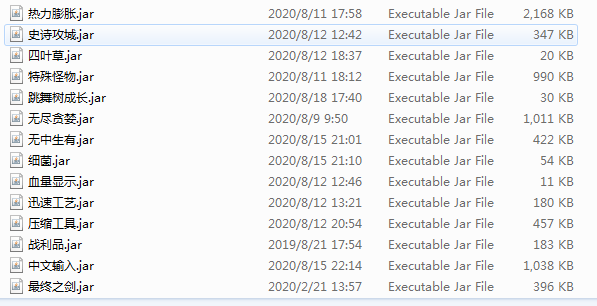 热力膨胀.jar 2020/8/11 17:58 Executable Jar File 2,168 KB
史诗攻城.jar 2020/8/12 12:42 Executable Jar File 347 KB
四叶草.jar 2020/8/12 18:37 Executable Jar File 20 KB
特殊怪物.jar 2020/8/11 18:12 Executable Jar File 990 KB
跳舞树成长.jar 2020/8/18 17:40 Executable Jar File 30 KB
无尽贪婪.jar 2020/8/9 9:50 Executable Jar File 1,011 KB
无中生有.jar 2020/8/15 21:01 Executable Jar File 422 KB
细菌.jar 2020/8/15 21:10 Executable Jar File 54 KB
血量显示.jar 2020/8/12 12:46 Executable Jar File 11 KB
迅速工艺.jar 2020/8/12 13:21 Executable Jar File 180 KB
压缩工具.jar 2020/8/12 20:54 Executable Jar File 457 KB
战利品.jar 2019/8/21 17:54 Executable Jar File 183 KB
中文输入.jar 2020/8/15 22:14 Executable Jar File 1,038 KB
最终之剑.jar 2020/2/21 13:57 Executable Jar File 396 KB